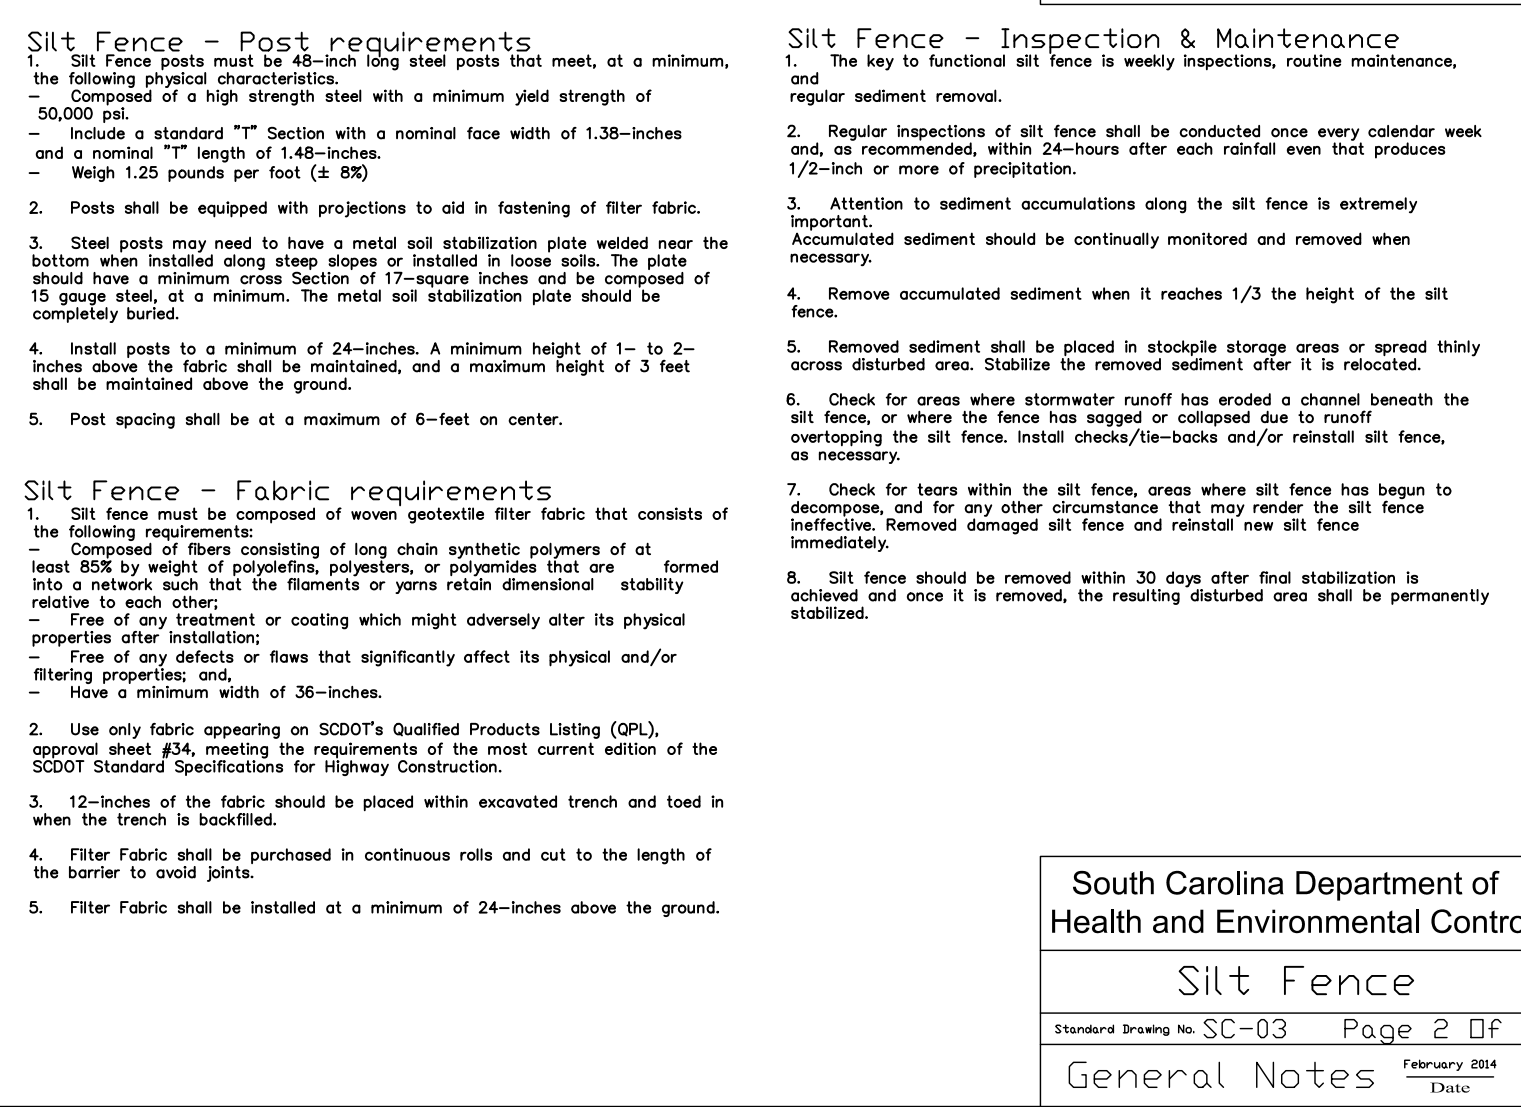 Silt Fence - Post requirements
1. Silt Fence posts must be 48-inch long steel posts that meet, at a minimum,
the following physical characteristics.
- Composed of a high strength steel with a minimum yield strength of
50,000 psi.
- Include a standard "T" Section with a nominal face width of 1.38-inches
and a nominal "T" length of 1.48-inches.
- Weigh 1.25 pounds per foot (± 8%)
2. Posts shall be equipped with projections to aid in fastening of filter fabric.
3. Steel posts may need to have a metal soil stabilization plate welded near the
bottom when installed along steep slopes or installed in loose soils. The plate
should have a minimum cross Section of 17-square inches and be composed of
15 gauge steel, at a minimum. The metal soil stabilization plate should be
completely buried.
4. Install posts to a minimum of 24-inches. A minimum height of 1- to 2-
inches above the fabric shall be maintained, and a maximum height of 3 feet
shall be maintained above the ground.
5. Post spacing shall be at a maximum of 6-feet on center.
Silt Fence - Fabric requirements
1. Silt fence must be composed of woven geotextile filter fabric that consists of
the following requirements:
- Composed of fibers consisting of long chain synthetic polymers of at
least 85% by weight of polyolefins, polyesters, or polyamides that are formed
into a network such that the filaments or yarns retain dimensional stability
relative to each other;
- Free of any treatment or coating which might adversely alter its physical
properties after installation;
- Free of any defects or flaws that significantly affect its physical and/or
filtering properties; and,
- Have a minimum width of 36-inches.
2. Use only fabric appearing on SCDOT's Qualified Products Listing (QPL),
approval sheet #34, meeting the requirements of the most current edition of the
SCDOT Standard Specifications for Highway Construction.
3. 12-inches of the fabric should be placed within excavated trench and toed in
when the trench is backfilled.
4. Filter Fabric shall be purchased in continuous rolls and cut to the length of
the barrier to avoid joints.
5. Filter Fabric shall be installed at a minimum of 24-inches above the ground.
Silt Fence - Inspection & Maintenance
1. The key to functional silt fence is weekly inspections, routine maintenance,
and
regular sediment removal.
2. Regular inspections of silt fence shall be conducted once every calendar week
and, as recommended, within 24-hours after each rainfall even that produces
1/2-inch or more of precipitation.
3. Attention to sediment accumulations along the silt fence is extremely
important.
Accumulated sediment should be continually monitored and removed when
necessary.
4. Remove accumulated sediment when it reaches 1/3 the height of the silt
fence.
5. Removed sediment shall be placed in stockpile storage areas or spread thinly
across disturbed area. Stabilize the removed sediment after it is relocated.
6. Check for areas where stormwater runoff has eroded a channel beneath the
silt fence, or where the fence has sagged or collapsed due to runoff
overtopping the silt fence. Install checks/tie-backs and/or reinstall silt fence,
as necessary.
7. Check for tears within the silt fence, areas where silt fence has begun to
decompose, and for any other circumstance that may render the silt fence
ineffective. Removed damaged silt fence and reinstall new silt fence
immediately.
8. Silt fence should be removed within 30 days after final stabilization is
achieved and once it is removed, the resulting disturbed area shall be permanently
stabilized.
South Carolina Department of
Health and Environmental Contro
Silt Fence
Standard Drawing No. SC-03 Page 2 Of
General Notes February 2014
Date